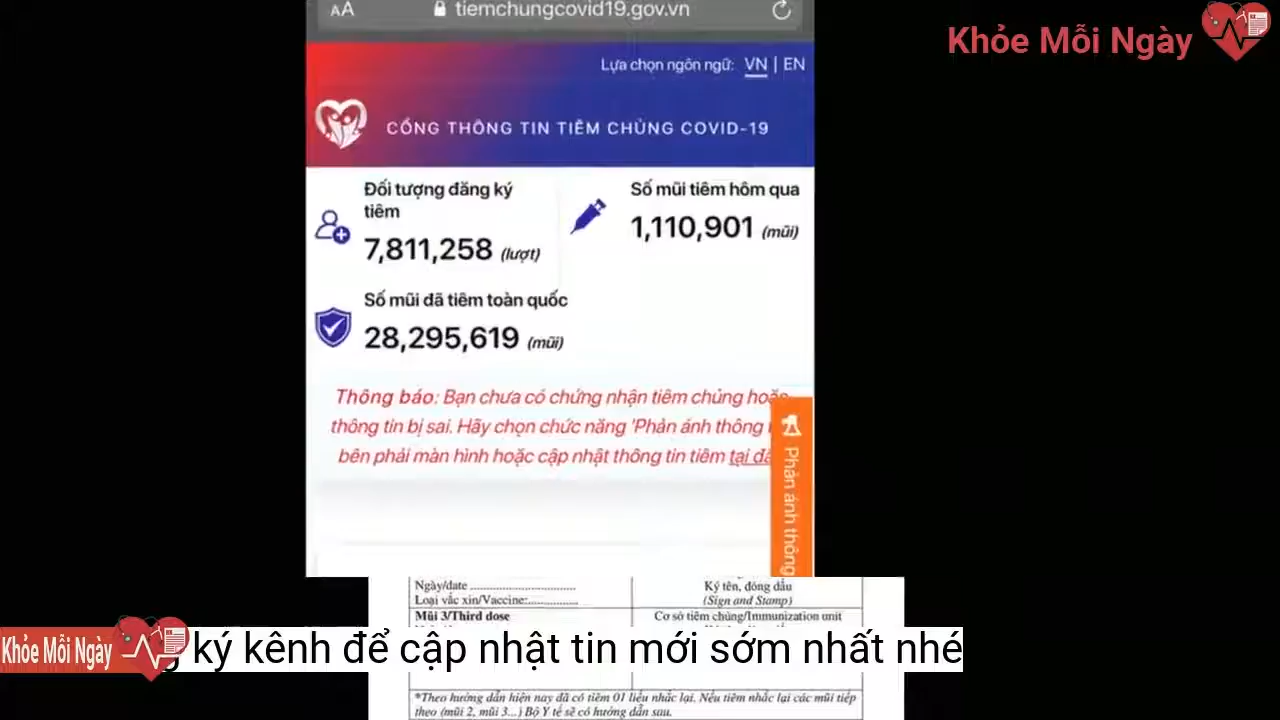 AA tiemchungcovid19.gov.vn
Khỏe Mỗi Ngày
Lựa chọn ngôn ngữ: VN | EN
CỔNG THÔNG TIN TIÊM CHỦNG COVID-19
Đối tượng đăng ký
tiêm
7,811,258 (lượt)
Số mũi tiêm hôm qua
1,110,901 (mũi)
Số mũi đã tiêm toàn quốc
28,295,619 (mũi)
Thông báo: Bạn chưa có chứng nhận tiêm chủng hoặc
thông tin bị sai. Hãy chọn chức năng 'Phản ánh thông
bên phải màn hình hoặc cập nhật thông tin tiêm tại
Phản ánh thông
Ngày/date
Loại vắc xin/Vaccine:
Ký tên, đóng dấu
(Sign and Stamp)
Mũi 3/Third dose
Cơ sở tiêm chủng/Immunization unit
Khỏe Mỗi Ngày
ký kênh để cập nhật tin mới sớm nhất nhé
*Theo hướng dẫn hiện nay đã có tiêm 01 liều nhắc lại. Nếu tiêm nhắc lại các mũi tiếp
theo (mũi 2, mũi 3...) Bộ Y tế sẽ có hướng dẫn sau.